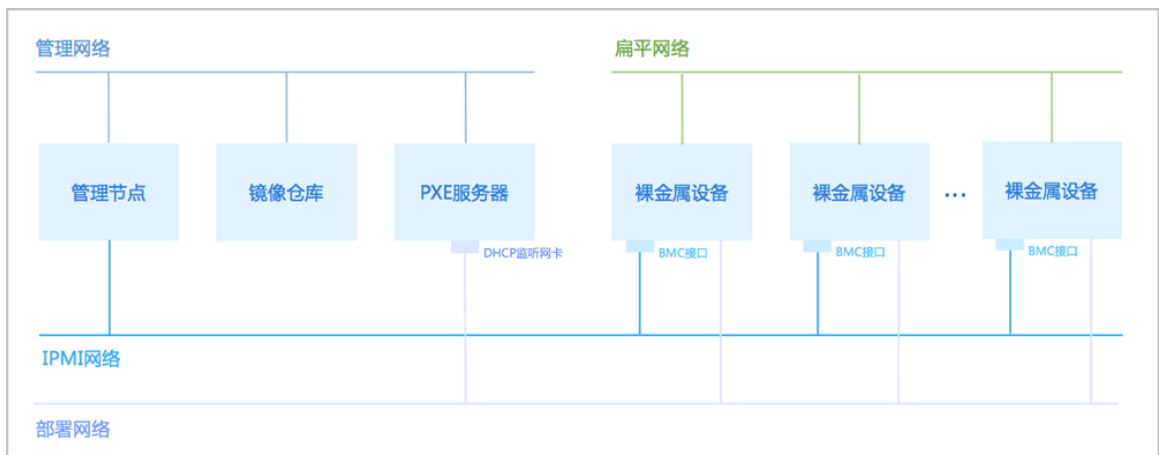 管理网络
扁平网络
管理节点
镜像仓库
PXE服务器
裸金属设备
裸金属设备
...
裸金属设备
DHCP监听网卡
BMC接口
BMC接口
BMC接口
IPMI网络
部署网络